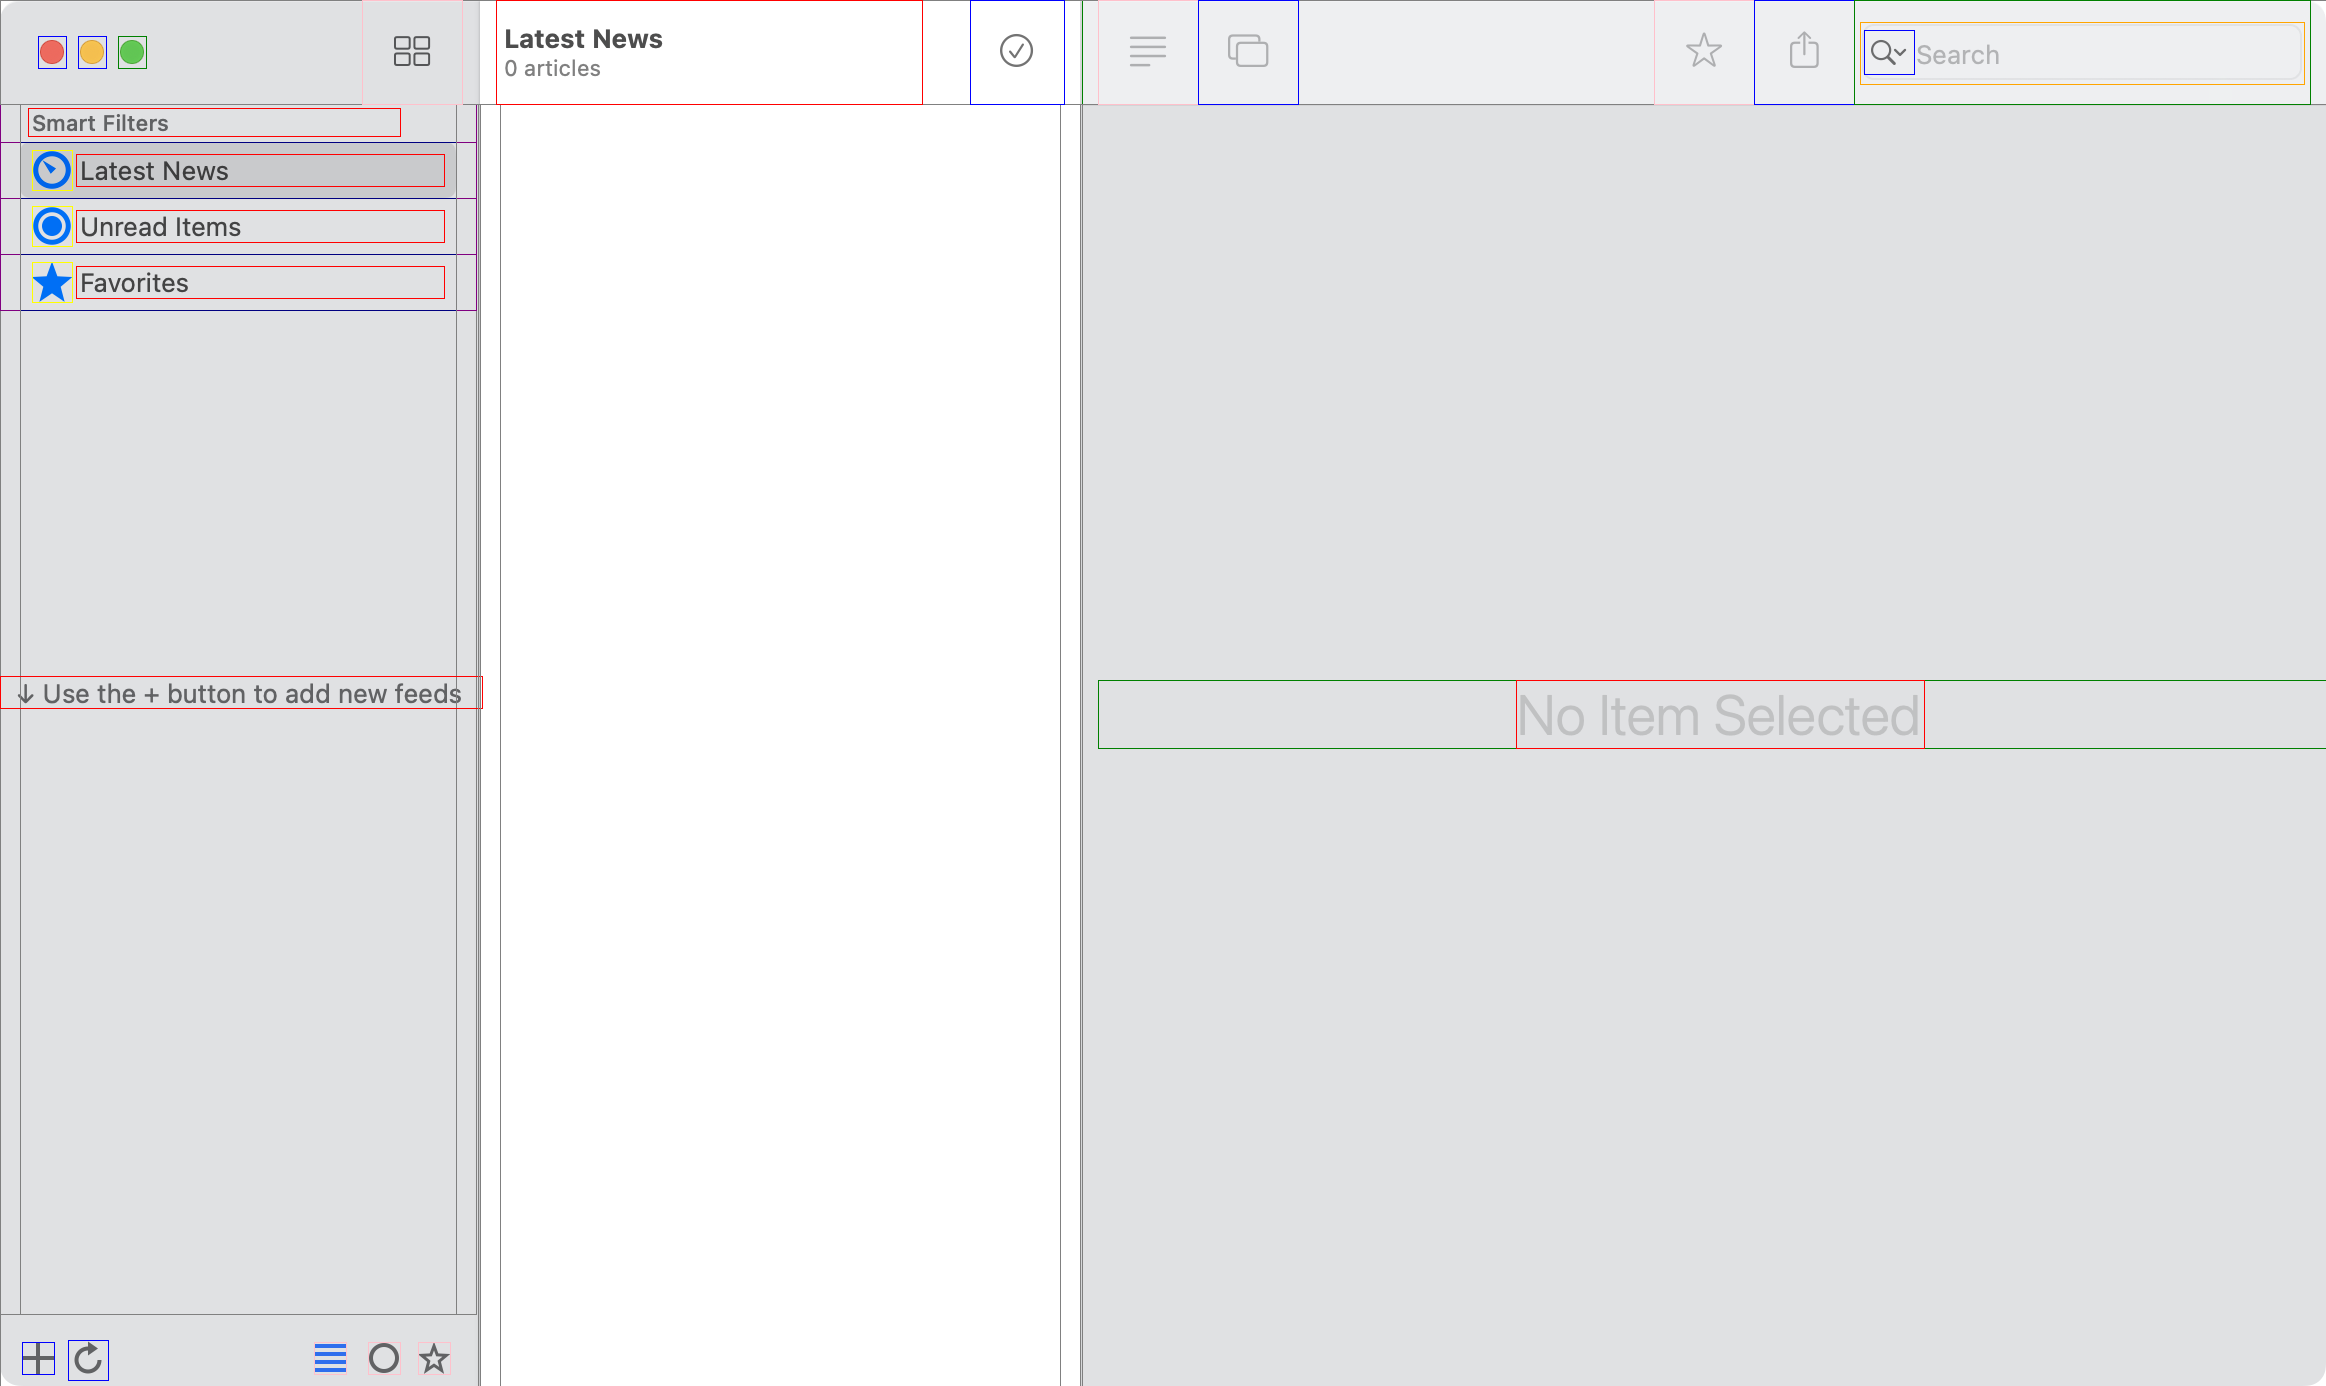 Latest News
0 articles
Search
Smart Filters
Latest News
Unread Items
Favorites
↓ Use the + button to add new feeds
No Item Selected